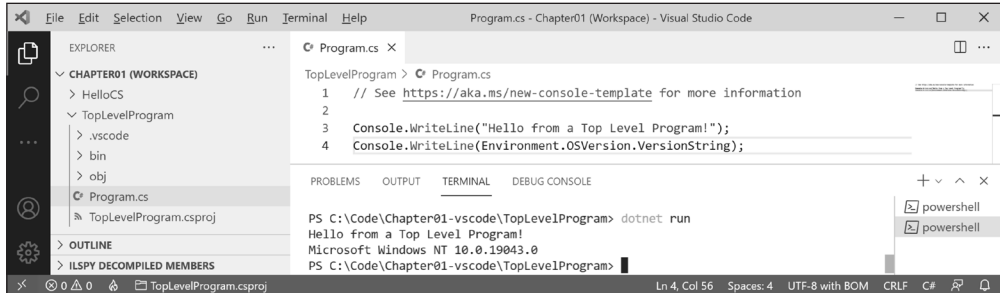 File Edit Selection View Go Run Terminal Help
Program.cs - Chapter01 (Workspace) - Visual Studio Code
EXPLORER
CHAPTER01 (WORKSPACE)
HelloCS
TopLevelProgram
.vscode
bin
obj
C# Program.cs
TopLevelProgram.csproj
OUTLINE
ILSPY DECOMPILED MEMBERS
C# Program.cs
TopLevelProgram > C# Program.cs
1 // See https://aka.ms/new-console-template for more information
2
3 Console.WriteLine("Hello from a Top Level Program!");
4 Console.WriteLine(Environment.OSVersion.VersionString);
PROBLEMS OUTPUT TERMINAL DEBUG CONSOLE
PS C:\Code\Chapter01-vscode\TopLevelProgram> dotnet run
Hello from a Top Level Program!
Microsoft Windows NT 10.0.19043.0
PS C:\Code\Chapter01-vscode\TopLevelProgram>
powershell
powershell
0 0 TopLevelProgram.csproj
Ln 4, Col 56 Spaces: 4 UTF-8 with BOM CRLF C#